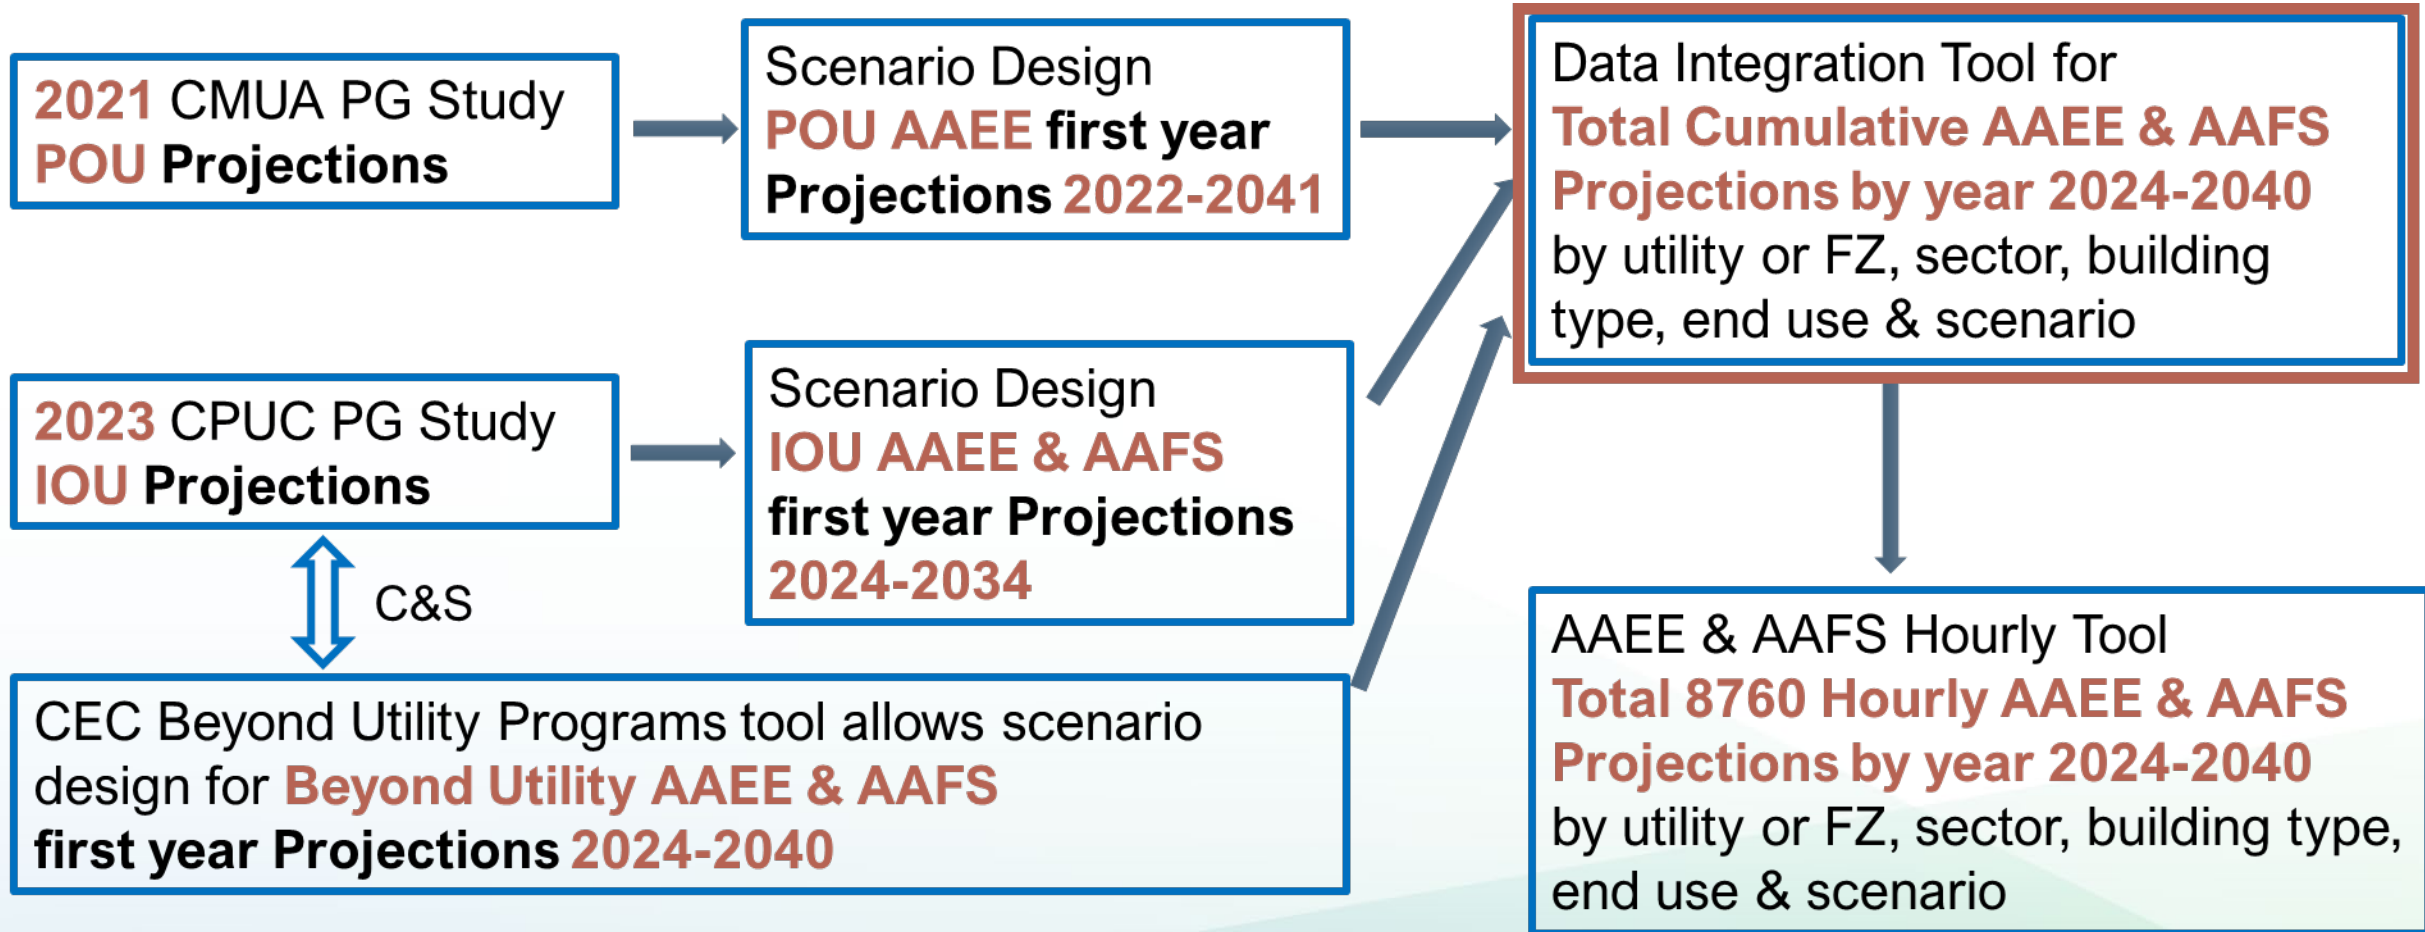 2021 CMUA PG Study
POU Projections
Scenario Design
POU AAEE first year
Projections 2022-2041
Data Integration Tool for
Total Cumulative AAEE & AAFS
Projections by year 2024-2040
by utility or FZ, sector, building
type, end use & scenario
2023 CPUC PG Study
IOU Projections
Scenario Design
IOU AAEE & AAFS
first year Projections
2024-2034
C&S
CEC Beyond Utility Programs tool allows scenario
design for Beyond Utility AAEE & AAFS
first year Projections 2024-2040
AAEE & AAFS Hourly Tool
Total 8760 Hourly AAEE & AAFS
Projections by year 2024-2040
by utility or FZ, sector, building type,
end use & scenario